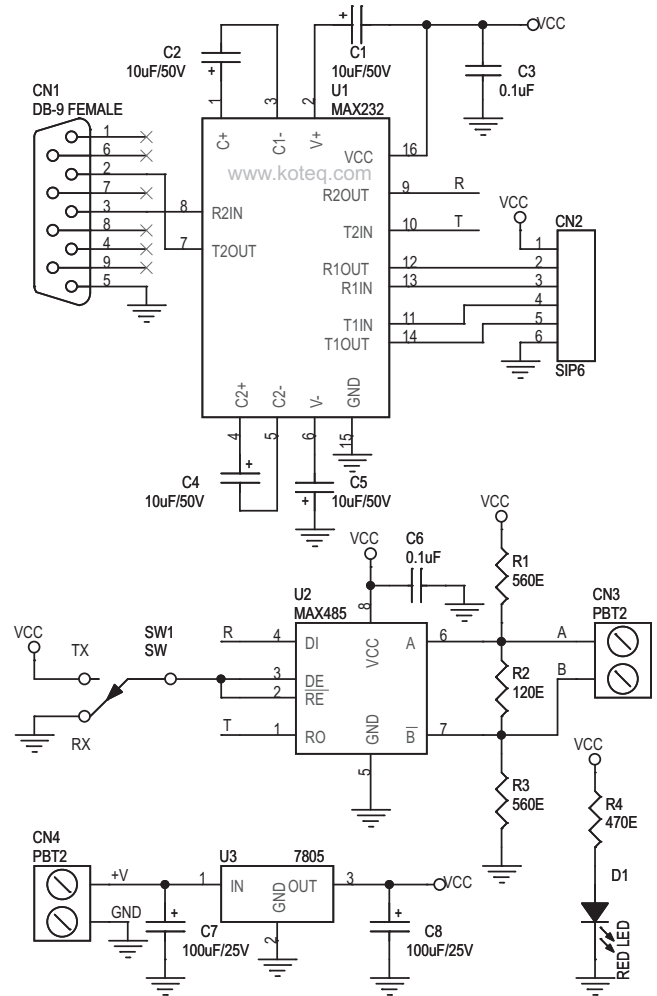 VCC
C2
10uF/50V
+
C1
10uF/50V
+
C3
0.1uF
CN1
DB-9 FEMALE
U1
MAX232
1
3
2
C+
C1-
V+
VCC
16
www.koteq.com
R2OUT
9
R
T2IN
10
T
R1OUT
12
R1IN
13
T1IN
11
T1OUT
14
R2IN
8
T2OUT
7
1
6
2
7
3
8
4
9
5
VCC
CN2
1
2
3
4
5
6
SIP6
C2+
C2-
V-
GND
4
5
6
15
C4
10uF/50V
+
C5
10uF/50V
+
VCC
C6
0.1uF
VCC
R1
560E
U2
MAX485
8
R
4
DI
VCC
A
6
A
CN3
PBT2
VCC
TX
SW1
SW
3
DE
2
RE
R2
120E
B
RX
T
1
RO
GND
B
7
5
R3
560E
VCC
R4
470E
D1
RED LED
CN4
PBT2
+V
GND
U3
7805
1
IN
OUT
3
GND
2
VCC
C7
100uF/25V
+
C8
100uF/25V
+